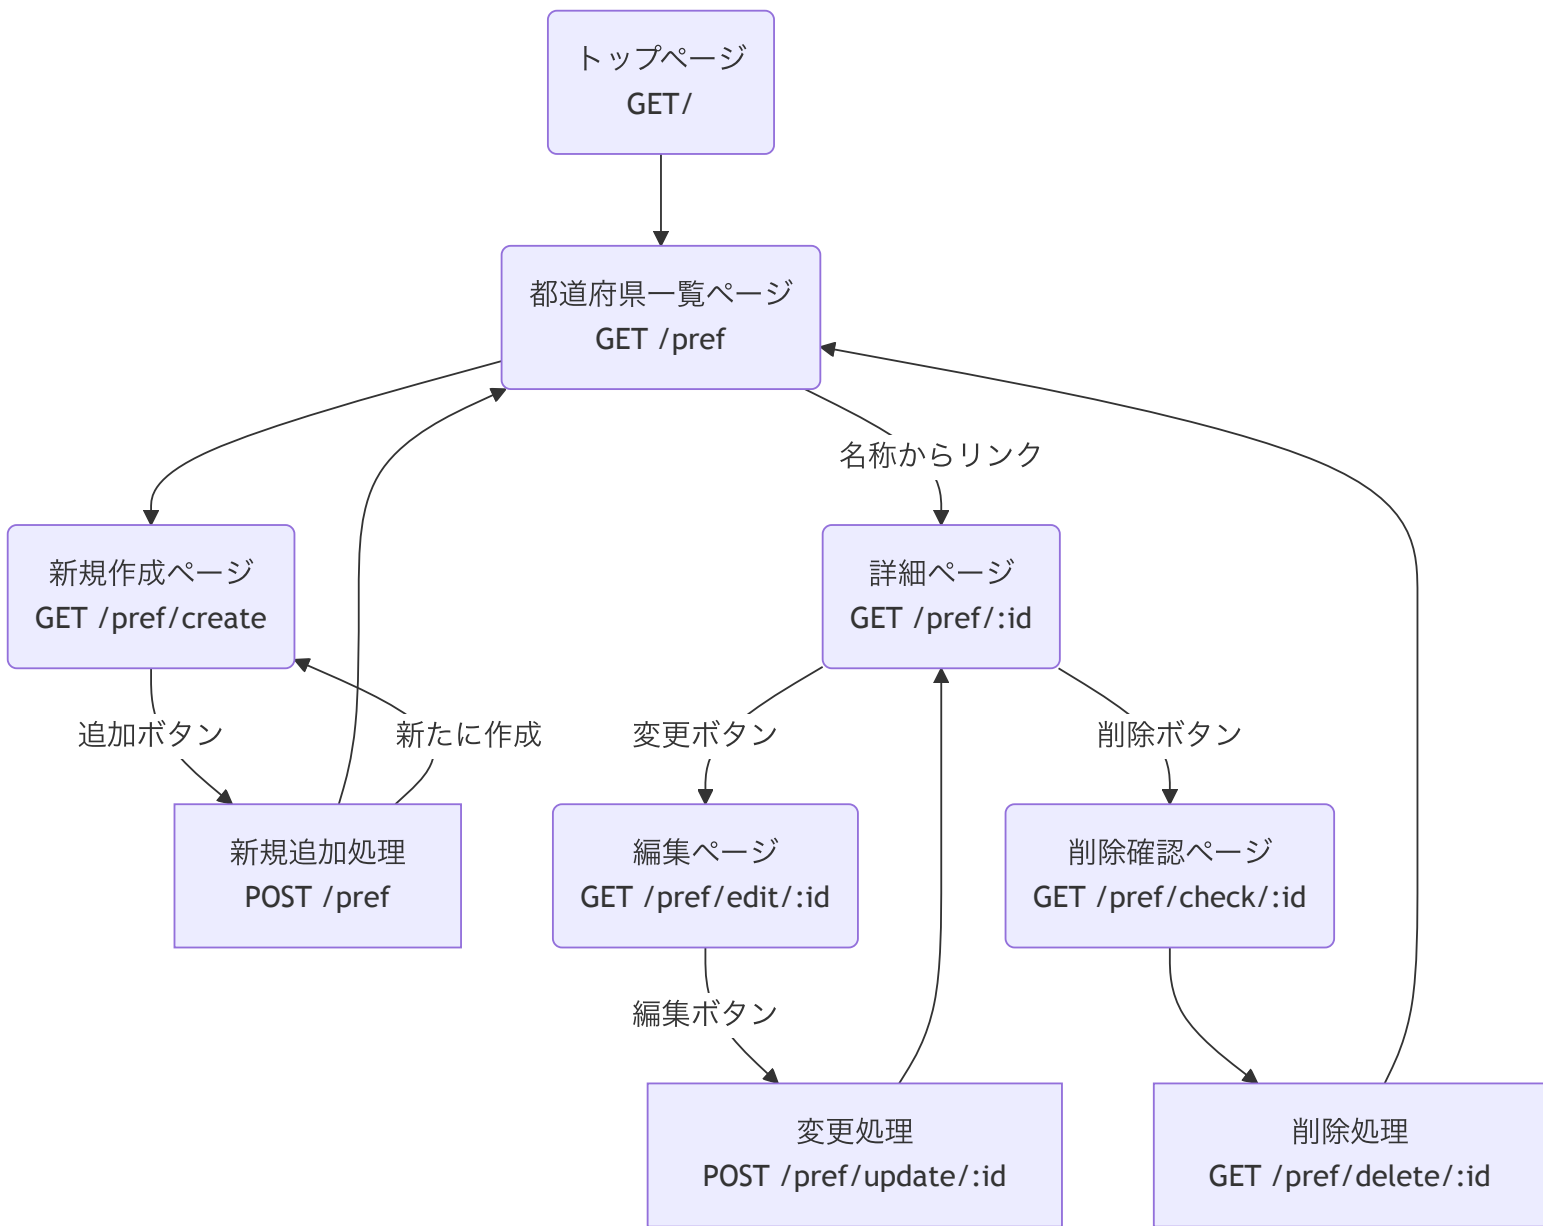 トップページ
GET/
都道府県一覧ページ
GET /pref
名称からリンク
新規作成ページ
GET /pref/create
詳細ページ
GET /pref/:id
追加ボタン
新たに作成
変更ボタン
削除ボタン
新規追加処理
POST /pref
編集ページ
GET /pref/edit/:id
削除確認ページ
GET /pref/check/:id
編集ボタン
変更処理
POST /pref/update/:id
削除処理
GET /pref/delete/:id